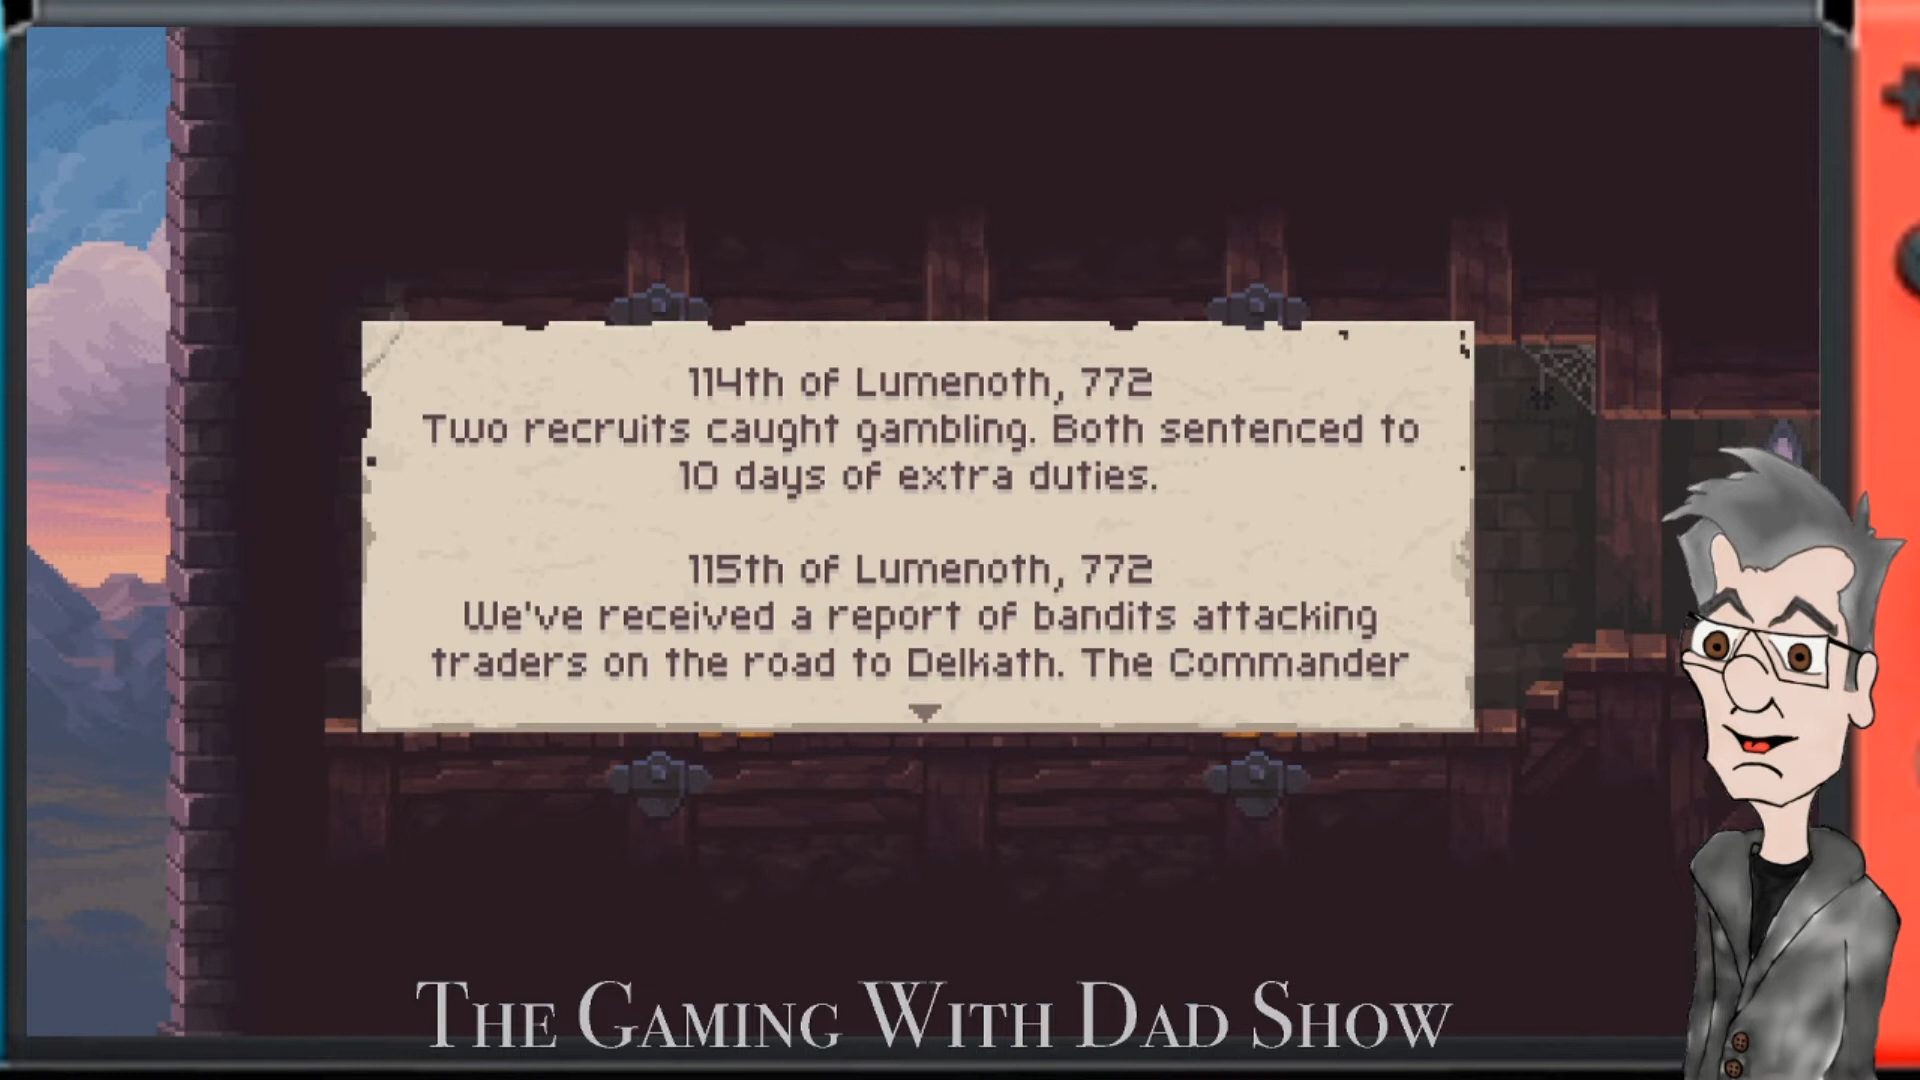 114th of Lumenoth, 772
Two recruits caught gambling. Both sentenced to
10 days of extra duties.
115th of Lumenoth, 772
We've received a report of bandits attacking
traders on the road to Delkath. The Commander
The Gaming With Dad Show